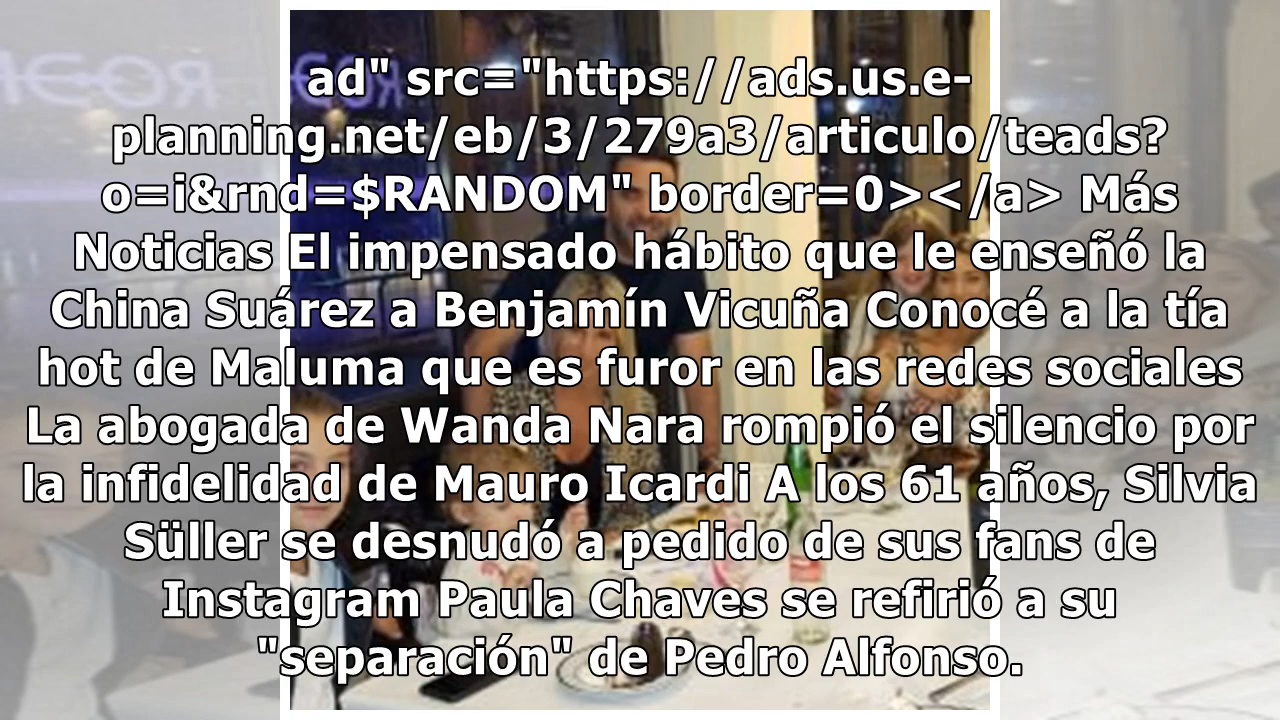 ad" src="https://ads.us.e-
planning.net/eb/3/279a3/articulo/teads?
o=i&rnd=$RANDOM" border=0></a> Más
Noticias El impensado hábito que le enseñó la
China Suárez a Benjamín Vicuña Conocé a la tía
hot de Maluma que es furor en las redes sociales
La abogada de Wanda Nara rompió el silencio por
la infidelidad de Mauro Icardi A los 61 años, Silvia
Süller se desnudó a pedido de sus fans de
Instagram Paula Chaves se refirió a su
"separación" de Pedro Alfonso.